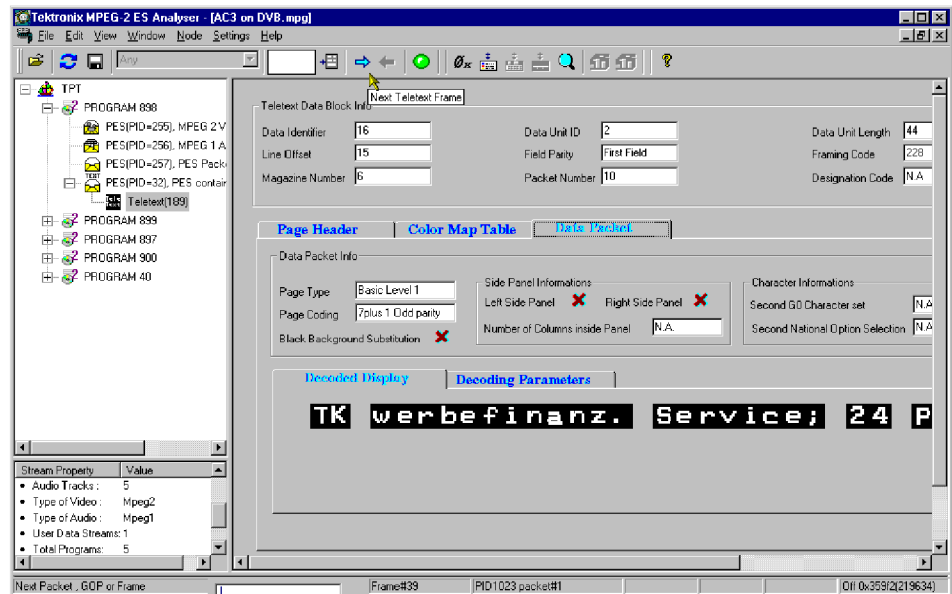 Tektronix MPEG-2 ES Analyser - [AC3 on DVB.mpg]
File Edit View Window Node Settings Help
Any
Next Teletext Frame
TPT
PROGRAM 898
PES(PID=255), MPEG 2 V
PES(PID=256), MPEG 1 A
PES(PID=257), PES Pack
TEXT
PES(PID=32), PES contair
Teletext(189)
PROGRAM 899
PROGRAM 897
PROGRAM 900
PROGRAM 40
Teletext Data Block Info
Data Identifier 16 Data Unit ID 2 Data Unit Length 44
Line Offset 15 Field Parity First Field Framing Code 228
Magazine Number 6 Packet Number 10 Designation Code N.A
Page Header Color Map Table Data Packet
Data Packet Info
Page Type Basic Level 1
Page Coding 7plus 1 Odd parity
Black Background Substitution
Side Panel Informations
Left Side Panel Right Side Panel
Number of Columns inside Panel N.A.
Character Informations
Second G0 Character set N.A
Second National Option Selection N.A
Decoded Display Decoding Parameters
TK werbefinanz. Service; 24 P
Stream Property Value
Audio Tracks : 5
Type of Video : Mpeg2
Type of Audio : Mpeg1
User Data Streams: 1
Total Programs: 5
Next Packet , GOP or Frame Frame#39 PID1023 packet#1 Off 0x359f2(219634)